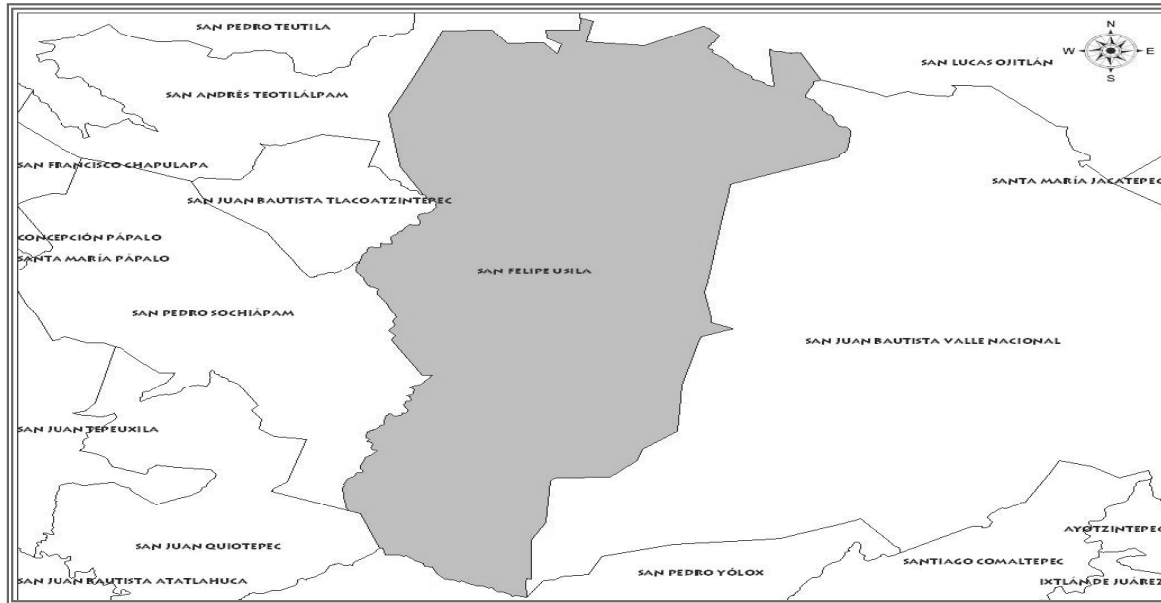 SAN PEDRO TEUTILA
N
W E
S
SAN LUCAS OJITLÁN
SAN ANDRÉS TEOTILÁLPAM
SAN FRANCISCO CHAPULAPA
SANTA MARÍA JACATEPEC
SAN JUAN BAUTISTA TLACOATZINTEPEC
CONCEPCIÓN PÁPALO
SANTA MARÍA PÁPALO
SAN FELIPE USILA
SAN PEDRO SOCHIÁPAM
SAN JUAN BAUTISTA VALLE NACIONAL
SAN JUAN TEPEUXILA
AYOTZINTEPEC
SAN JUAN QUIOTEPEC
SANTIAGO COMALTEPEC
SAN PEDRO YÓLOX
SAN JUAN BAUTISTA ATATLAHUCA
IXTLÁN DE JUÁREZ